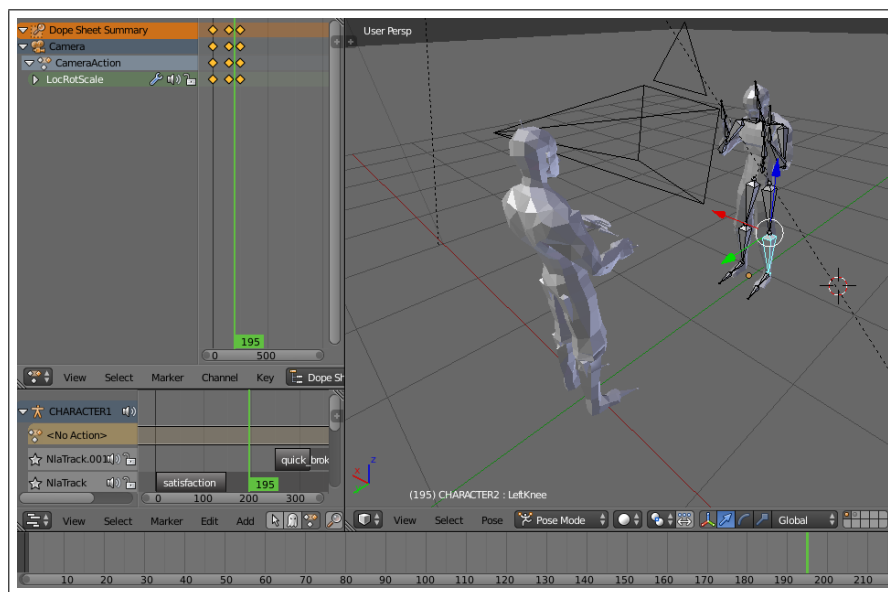 Dope Sheet Summary
Camera
CameraAction
LocRotScale
195
0 500
View Select Marker Channel Key Dope Sh
CHARACTER1
<No Action>
NlaTrack.001
quick_brok
NlaTrack
satisfaction
195
0 100 200 300
View Select Marker Edit Add
User Persp
x
z
(195) CHARACTER2 : LeftKnee
View Select Pose Pose Mode Global
10 20 30 40 50 60 70 80 90 100 110 120 130 140 150 160 170 180 190 200 210